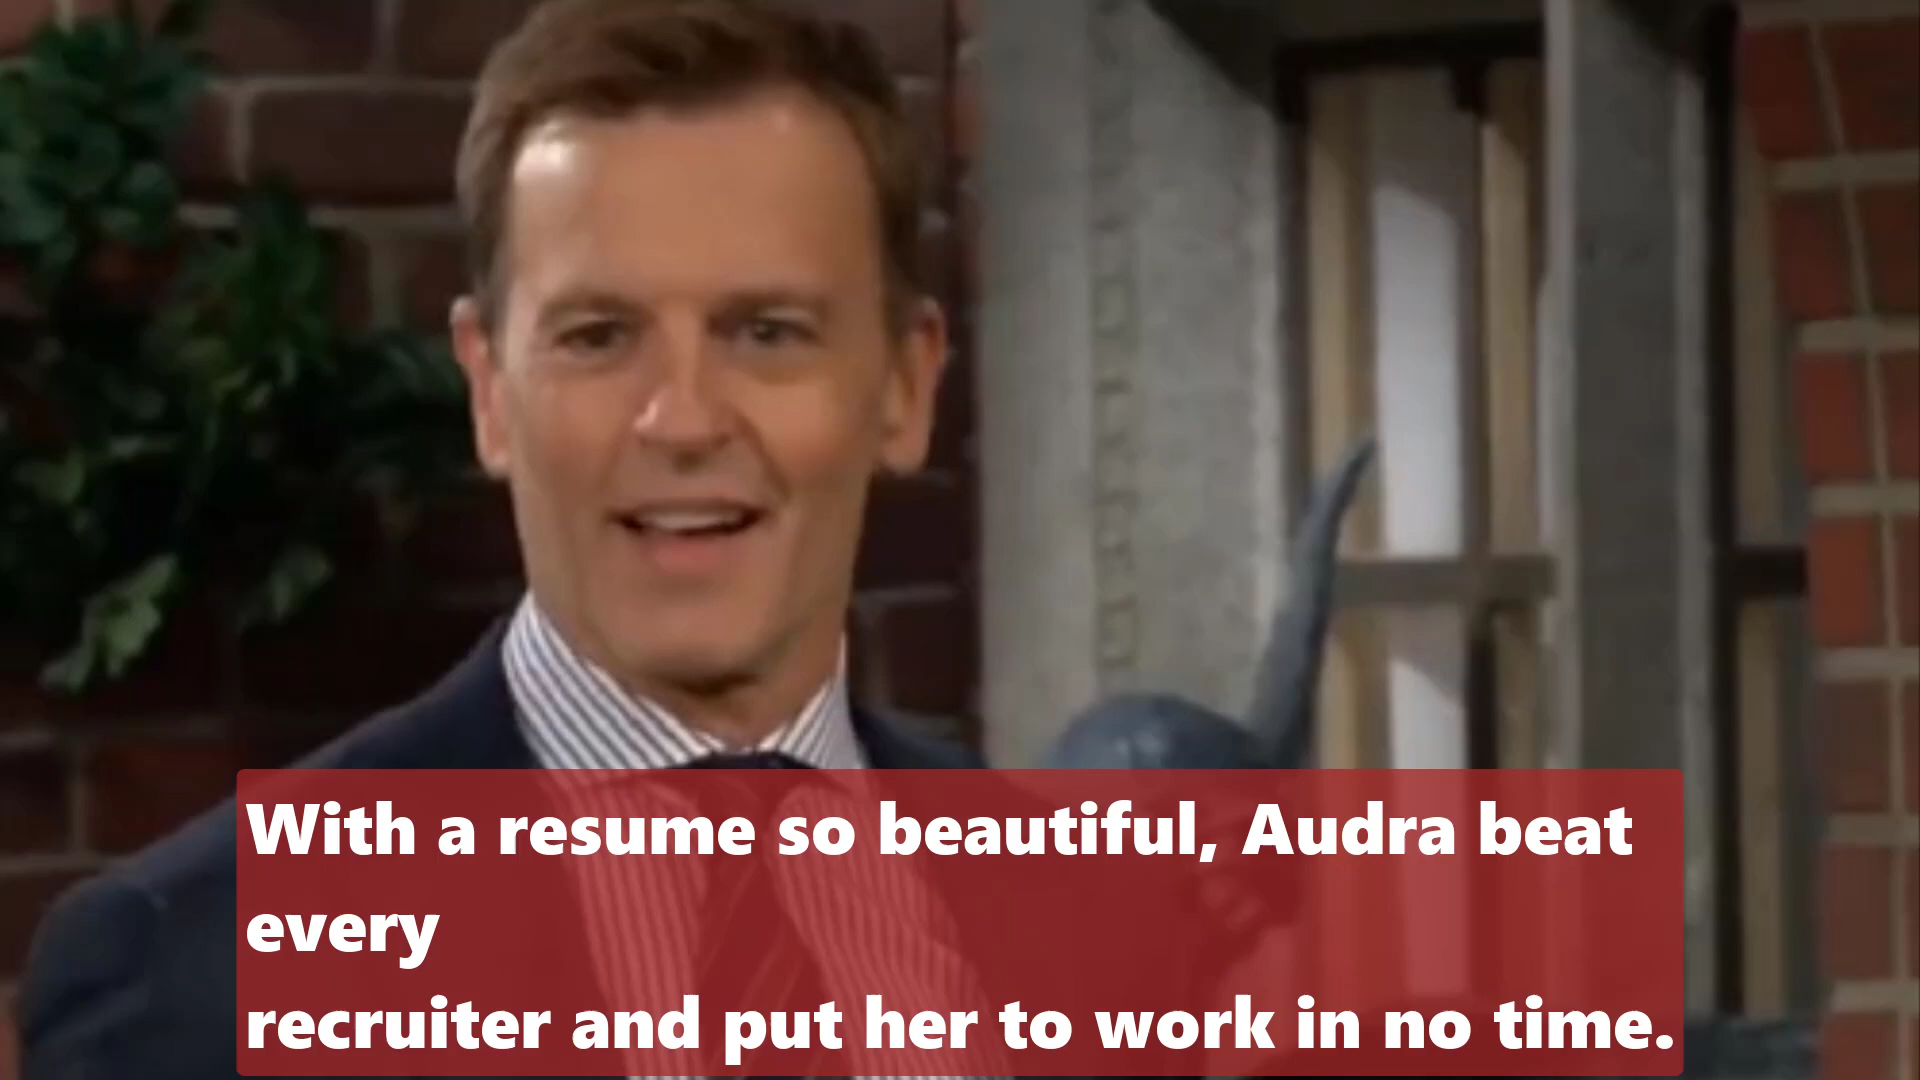 With a resume so beautiful, Audra beat
every
recruiter and put her to work in no time.